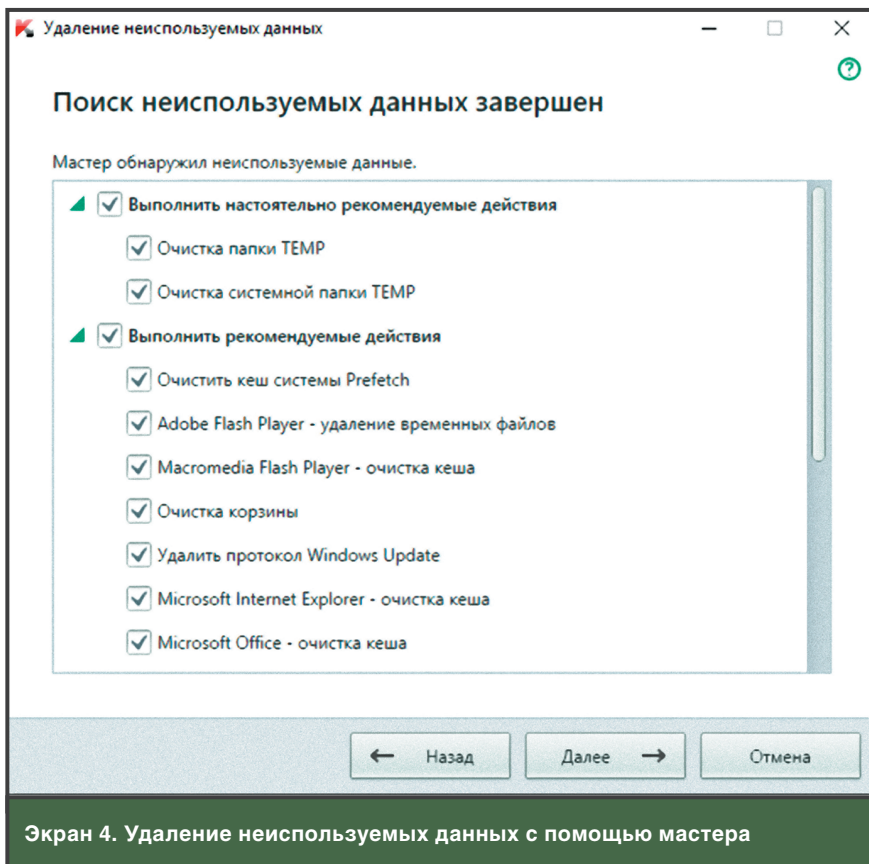 Удаление неиспользуемых данных
Поиск неиспользуемых данных завершен
Мастер обнаружил неиспользуемые данные.
Выполнить настоятельно рекомендуемые действия
Очистка папки TEMP
Очистка системной папки TEMP
Выполнить рекомендуемые действия
Очистить кеш системы Prefetch
Adobe Flash Player - удаление временных файлов
Macromedia Flash Player - очистка кеша
Очистка корзины
Удалить протокол Windows Update
Microsoft Internet Explorer - очистка кеша
Microsoft Office - очистка кеша
← Назад Далее → Отмена
Экран 4. Удаление неиспользуемых данных с помощью мастера